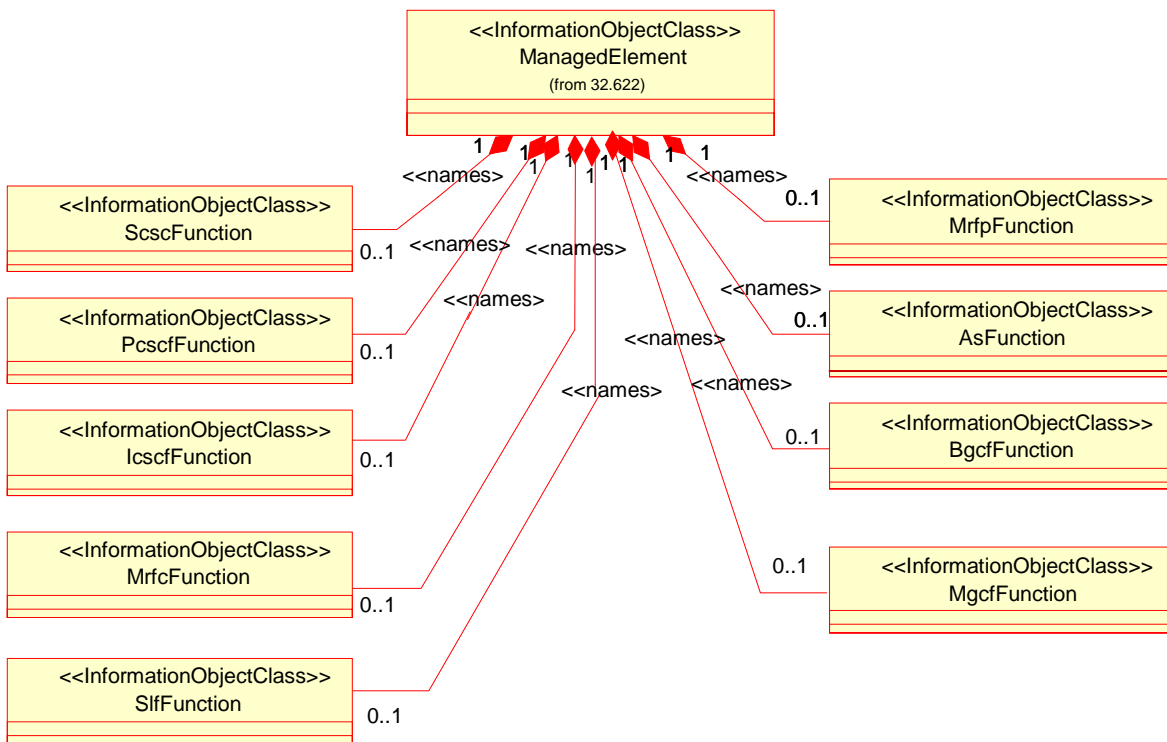 <<InformationObjectClass>>
ManagedElement
(from 32.622)
1
1
1
1
1
1
1
1
1
<<names>
<<names>
<<names>
<<names>
<<names>
<<names>
<<names>
<<names>
<<names>
<<InformationObjectClass>>
ScscFunction
0..1
<<InformationObjectClass>>
PcscfFunction
0..1
<<InformationObjectClass>>
IcscfFunction
0..1
<<InformationObjectClass>>
MrfcFunction
0..1
<<InformationObjectClass>>
SlfFunction
0..1
0..1
<<InformationObjectClass>>
MrfpFunction
0..1
<<InformationObjectClass>>
AsFunction
0..1
<<InformationObjectClass>>
BgcfFunction
0..1
<<InformationObjectClass>>
MgcfFunction